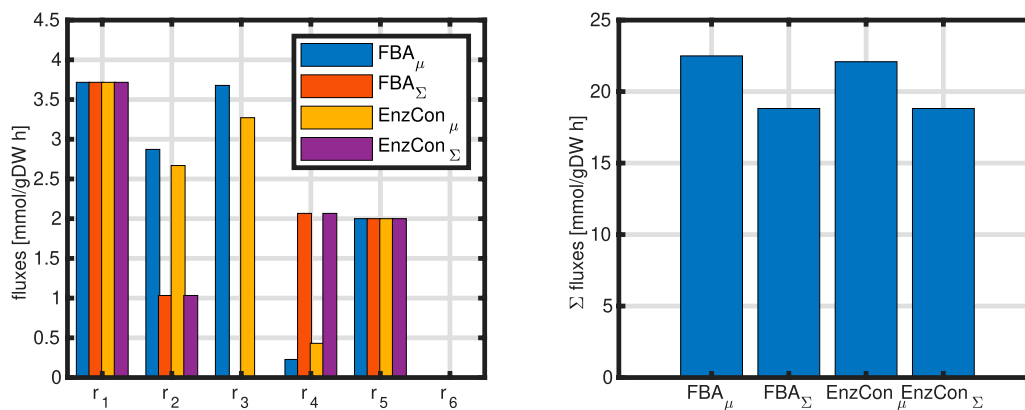 fluxes [mmol/gDW h]
4.5
4
3.5
3
2.5
2
1.5
1
0.5
0
r1 r2 r3 r4 r5 r6
FBAμ
FBAΣ
EnzConμ
EnzConΣ
Σ fluxes [mmol/gDW h]
25
20
15
10
5
0
FBAμ FBAΣ EnzConμ EnzConΣ